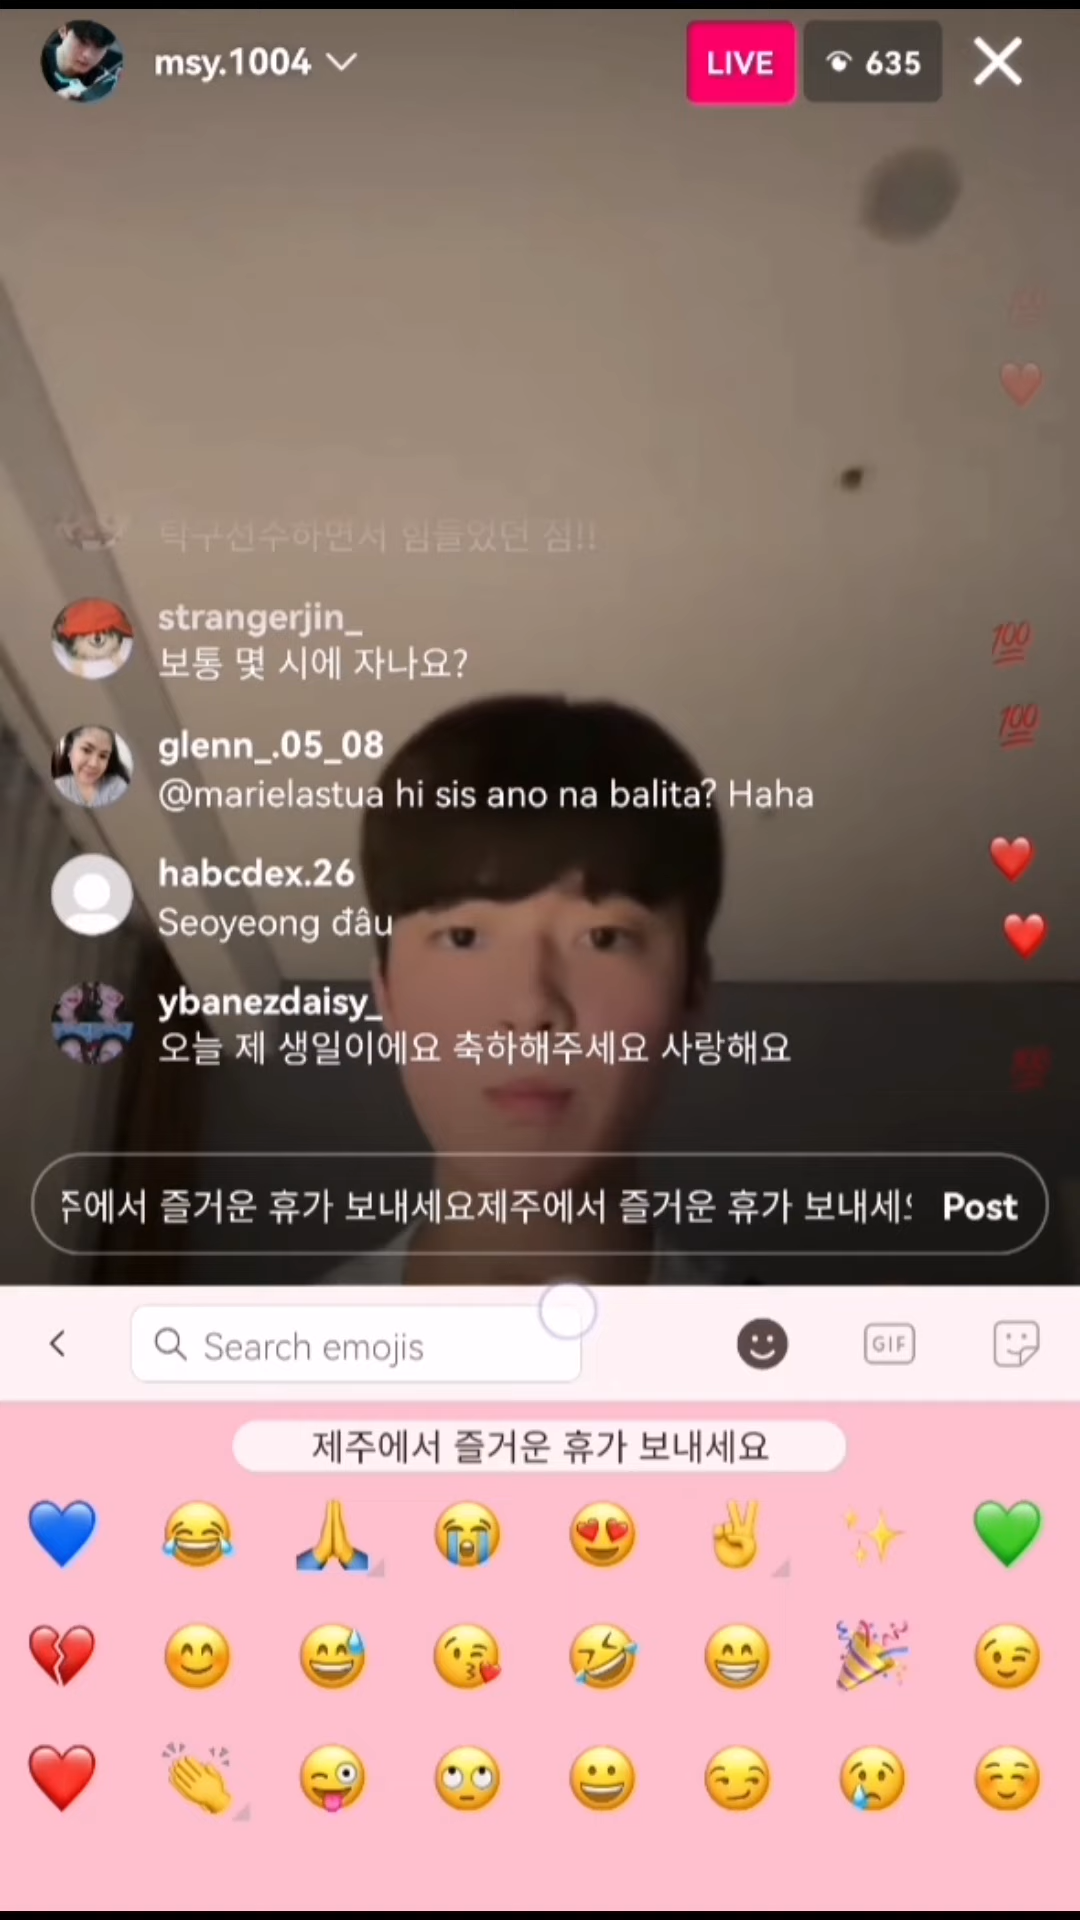 msy.1004
LIVE
635
탁구선수하면서 힘들었던 점!!
strangerjin_
보통 몇 시에 자나요?
glenn_.05_08
@marielastua hi sis ano na balita? Haha
habcdex.26
Seoyeong đâu
ybanezdaisy_
오늘 제 생일이에요 축하해주세요 사랑해요
주에서 즐거운 휴가 보내세요제주에서 즐거운 휴가 보내세요
Post
Search emojis
GIF
제주에서 즐거운 휴가 보내세요